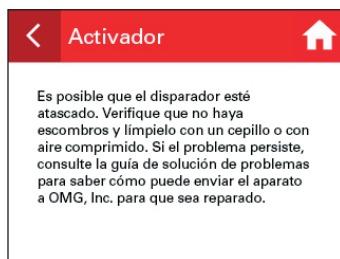 Activador
Es posible que el disparador esté
atascado. Verifique que no haya
escombros y límpielo con un cepillo o con
aire comprimido. Si el problema persiste,
consulte la guía de solución de problemas
para saber cómo puede enviar el aparato
a OMG, Inc. para que sea reparado.